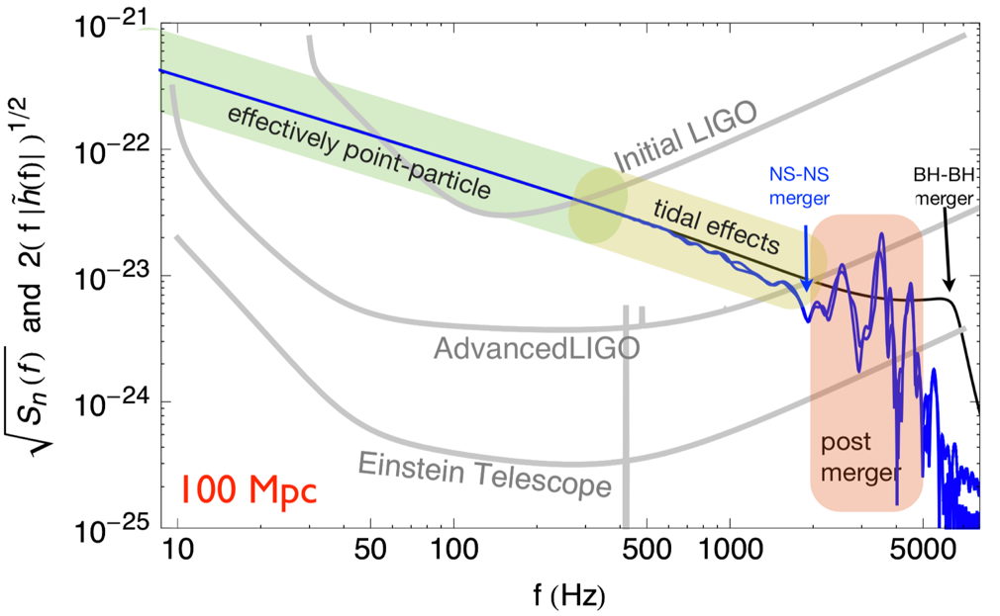 10−21
10−22
10−23
10−24
10−25
√Sn(f) and 2( f |h̃(f)| )1/2
effectively point-particle
Initial LIGO
tidal effects
NS-NS
merger
BH-BH
merger
AdvancedLIGO
Einstein Telescope
post
merger
100 Mpc
10 50 100 500 1000 5000
f (Hz)